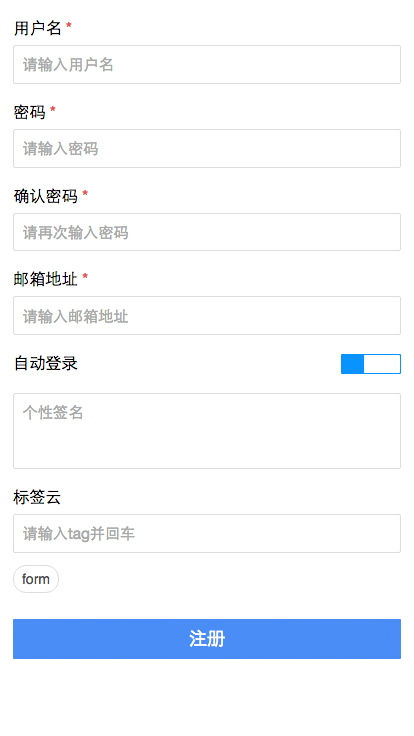 用户名 *
请输入用户名
密码 *
请输入密码
确认密码 *
请再次输入密码
邮箱地址 *
请输入邮箱地址
自动登录
个性签名
标签云
请输入tag并回车
form
注册